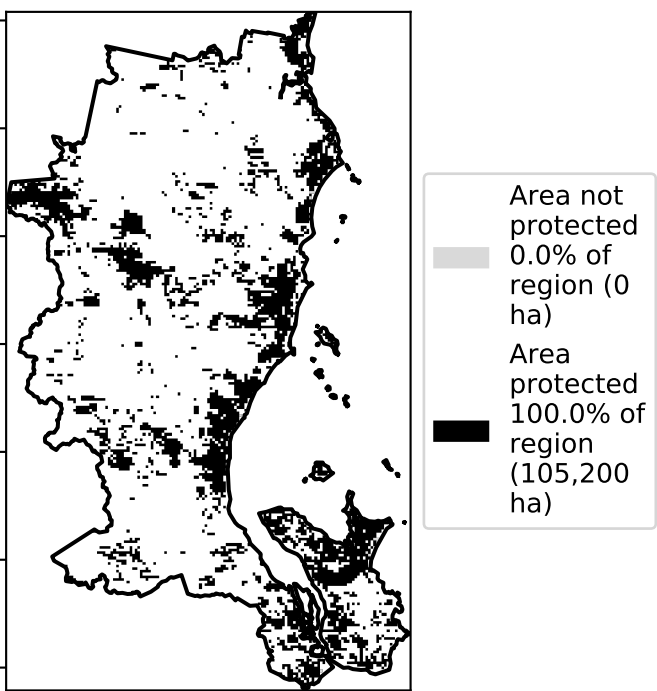 Area not
protected
0.0% of
region (0
ha)
Area
protected
100.0% of
region
(105,200
ha)